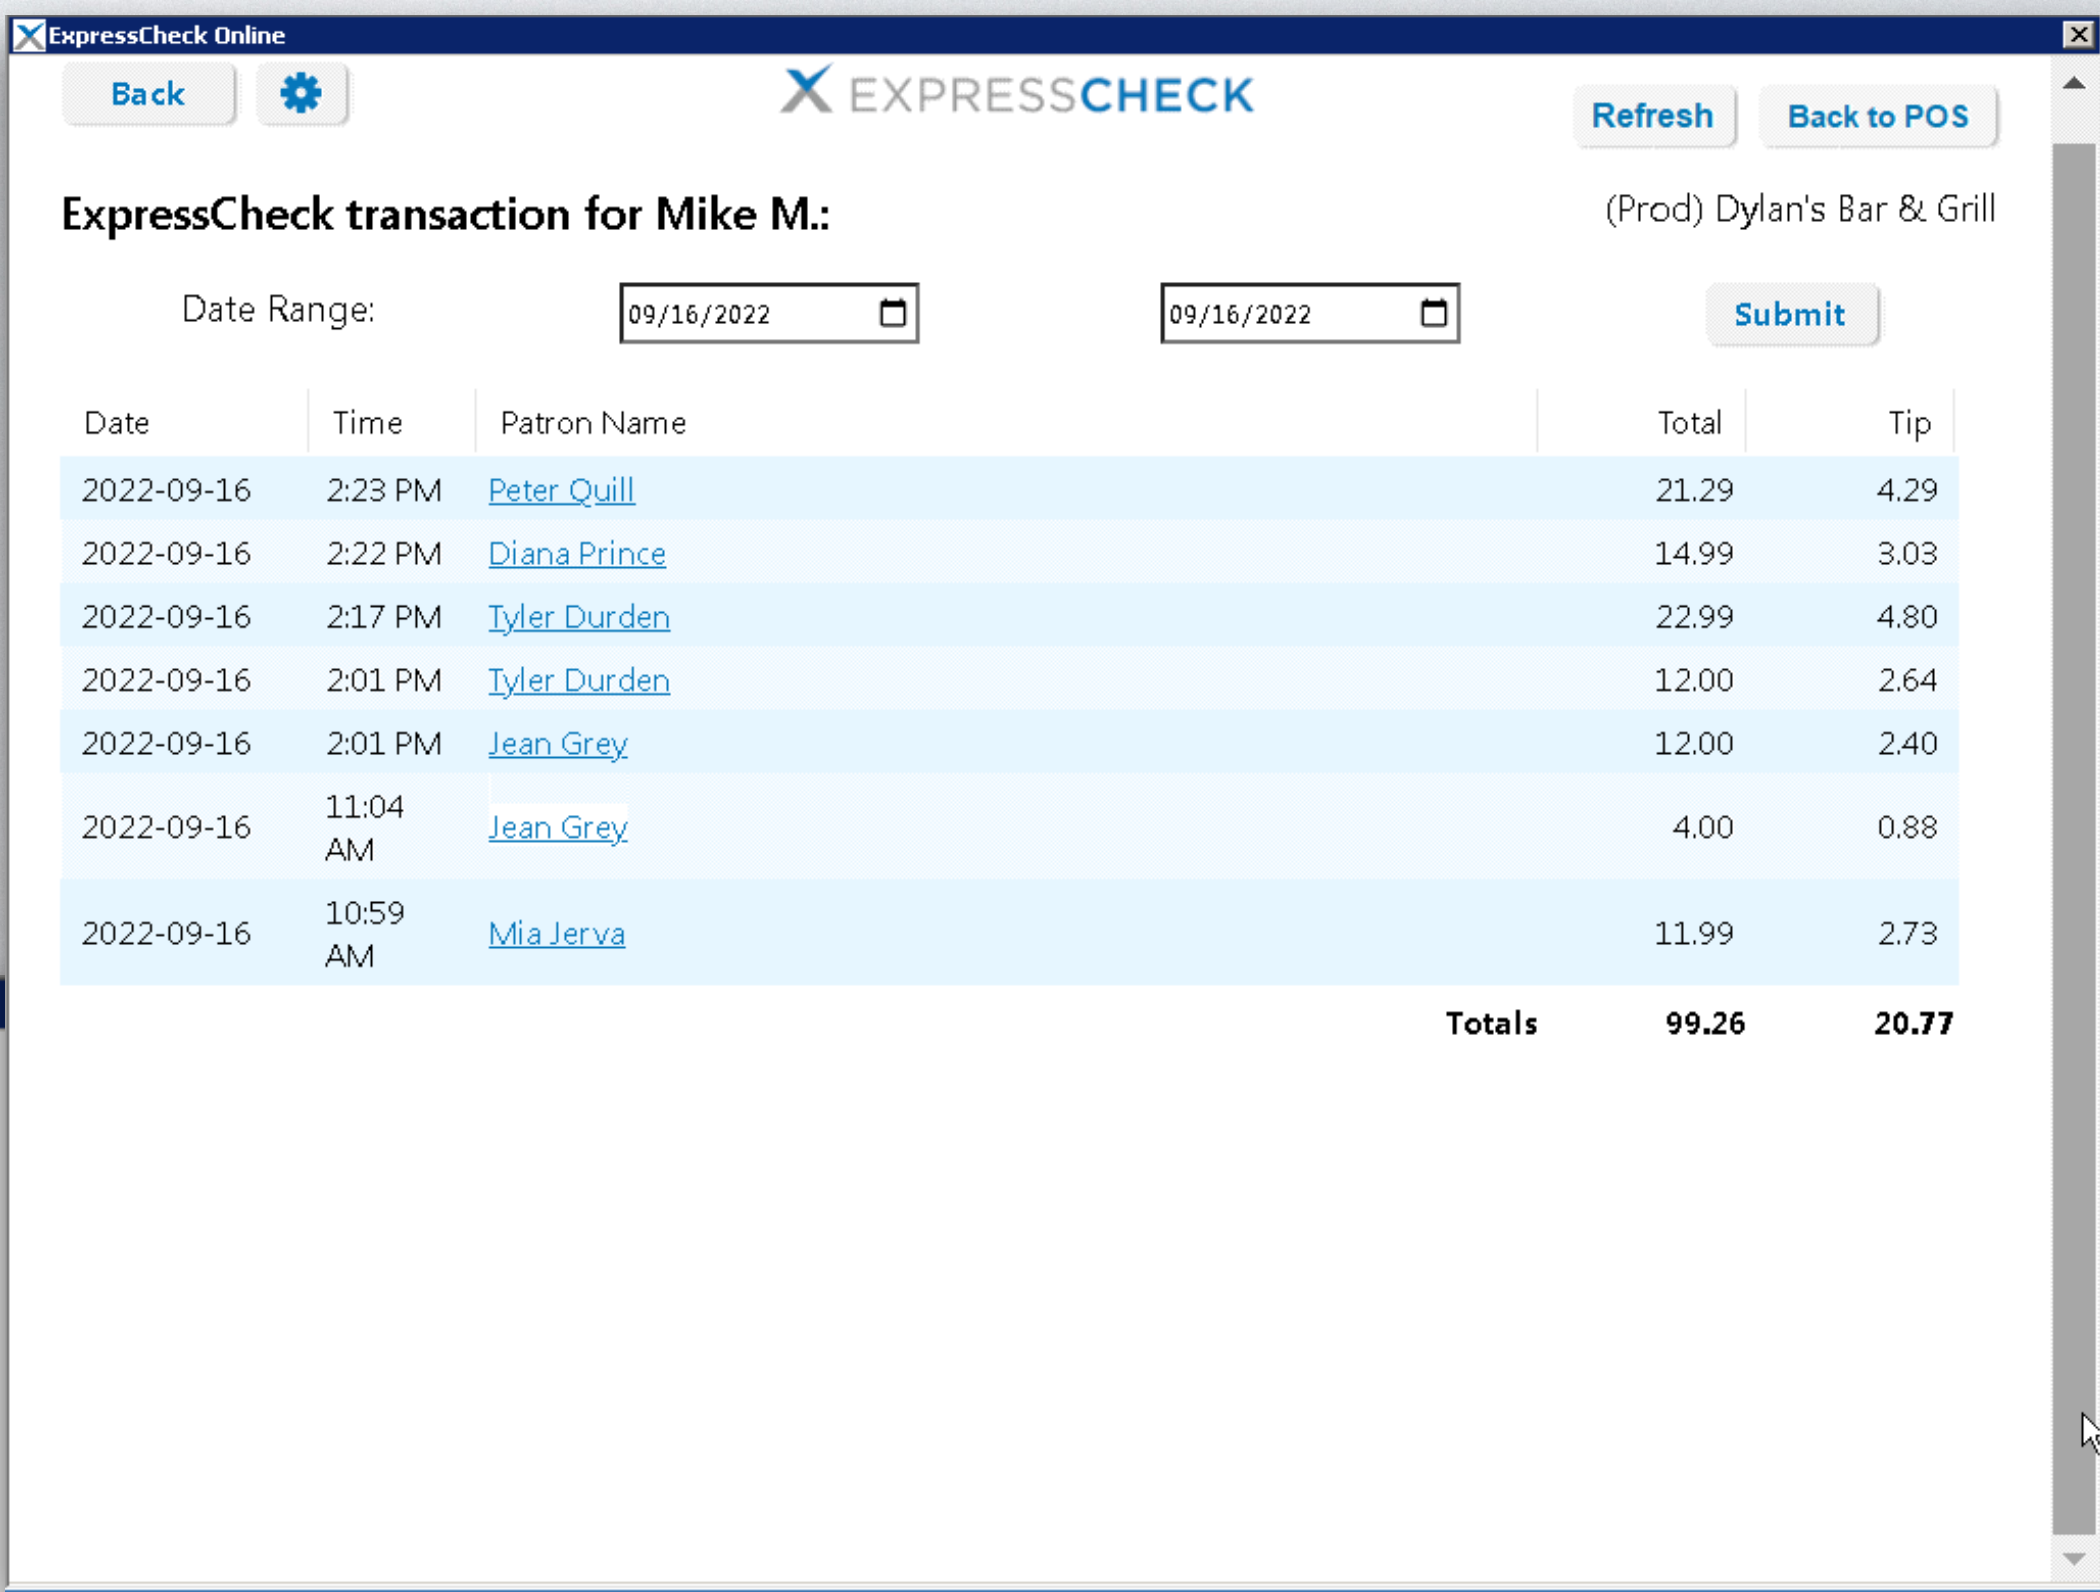 ExpressCheck Online
Back
EXPRESSCHECK
Refresh
Back to POS
ExpressCheck transaction for Mike M.:
(Prod) Dylan's Bar & Grill
Date Range:
09/16/2022
09/16/2022
Submit
Date Time Patron Name Total Tip
2022-09-16 2:23 PM Peter Quill 21.29 4.29
2022-09-16 2:22 PM Diana Prince 14.99 3.03
2022-09-16 2:17 PM Tyler Durden 22.99 4.80
2022-09-16 2:01 PM Tyler Durden 12.00 2.64
2022-09-16 2:01 PM Jean Grey 12.00 2.40
2022-09-16 11:04 AM Jean Grey 4.00 0.88
2022-09-16 10:59 AM Mia Jerva 11.99 2.73
Totals 99.26 20.77